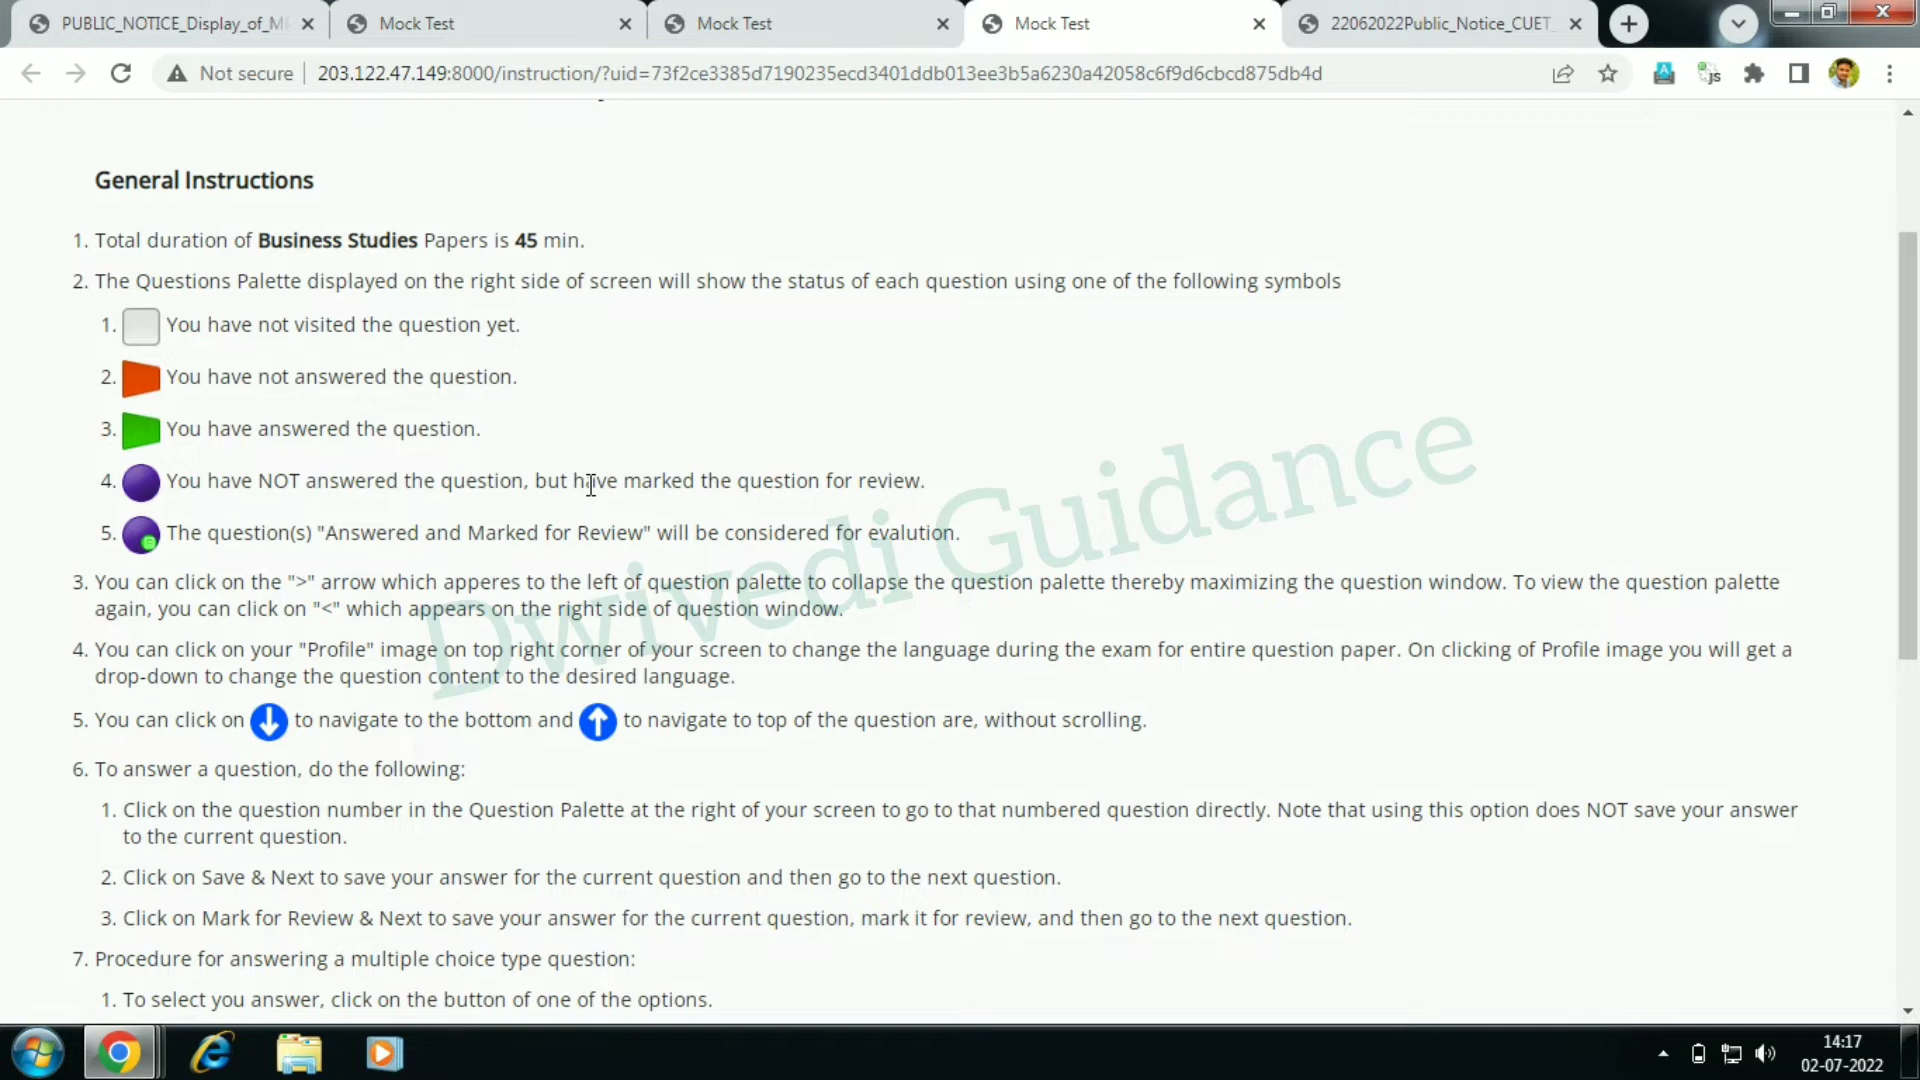 PUBLIC_NOTICE_Display_of_M
Mock Test
Mock Test
Mock Test
22062022Public_Notice_CUET_
Not secure
203.122.47.149:8000/instruction/?uid=73f2ce3385d7190235ecd3401ddb013ee3b5a6230a42058c6f9d6cbcd875db4d
General Instructions
1. Total duration of Business Studies Papers is 45 min.
2. The Questions Palette displayed on the right side of screen will show the status of each question using one of the following symbols
1. You have not visited the question yet.
2. You have not answered the question.
3. You have answered the question.
4. You have NOT answered the question, but have marked the question for review.
5. The question(s) "Answered and Marked for Review" will be considered for evalution.
3. You can click on the ">" arrow which apperes to the left of question palette to collapse the question palette thereby maximizing the question window. To view the question palette
again, you can click on "<" which appears on the right side of question window.
4. You can click on your "Profile" image on top right corner of your screen to change the language during the exam for entire question paper. On clicking of Profile image you will get a
drop-down to change the question content to the desired language.
5. You can click on to navigate to the bottom and to navigate to top of the question are, without scrolling.
6. To answer a question, do the following:
1. Click on the question number in the Question Palette at the right of your screen to go to that numbered question directly. Note that using this option does NOT save your answer
to the current question.
2. Click on Save & Next to save your answer for the current question and then go to the next question.
3. Click on Mark for Review & Next to save your answer for the current question, mark it for review, and then go to the next question.
7. Procedure for answering a multiple choice type question:
1. To select you answer, click on the button of one of the options.
Dwivedi Guidance
14:17
02-07-2022